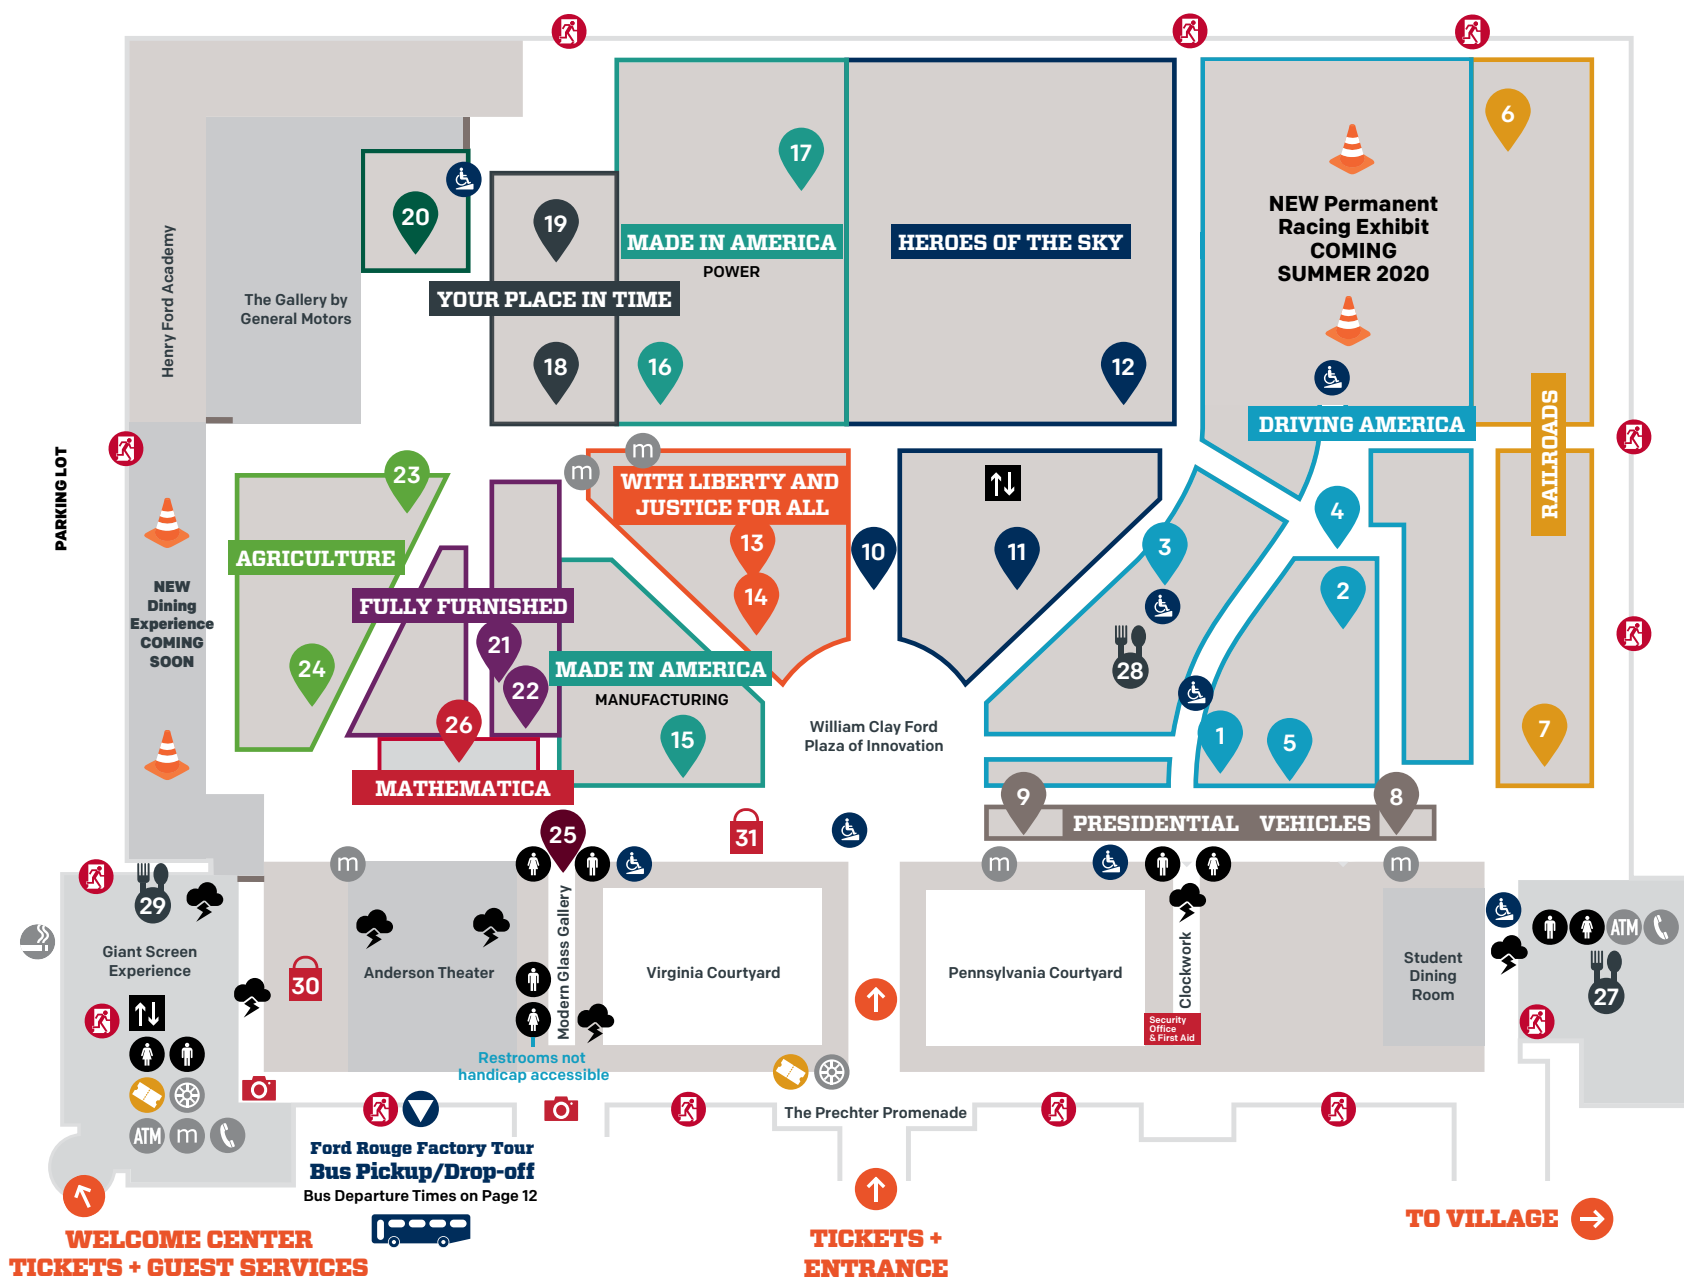 6
17
NEW Permanent
Racing Exhibit
COMING
SUMMER 2020
20
19
MADE IN AMERICA
POWER
HEROES OF THE SKY
Henry Ford Academy
The Gallery by
General Motors
YOUR PLACE IN TIME
18
16
12
DRIVING AMERICA
RAILROADS
PARKING LOT
m
m
23
WITH LIBERTY AND
JUSTICE FOR ALL
4
13
10
11
3
AGRICULTURE
14
2
NEW
Dining
Experience
COMING
SOON
FULLY FURNISHED
21
24
22
MADE IN AMERICA
MANUFACTURING
28
26
15
William Clay Ford
Plaza of Innovation
1
5
7
MATHEMATICA
9
8
PRESIDENTIAL VEHICLES
25
31
m
m
m
29
Giant Screen
Experience
30
Anderson Theater
Modern Glass Gallery
Virginia Courtyard
Pennsylvania Courtyard
Clockwork
Security
Office
& First Aid
Student
Dining
Room
ATM
27
Restrooms not
handicap accessible
ATM
m
The Prechter Promenade
Ford Rouge Factory Tour
Bus Pickup/Drop-off
Bus Departure Times on Page 12
WELCOME CENTER
TICKETS + GUEST SERVICES
TICKETS +
ENTRANCE
TO VILLAGE